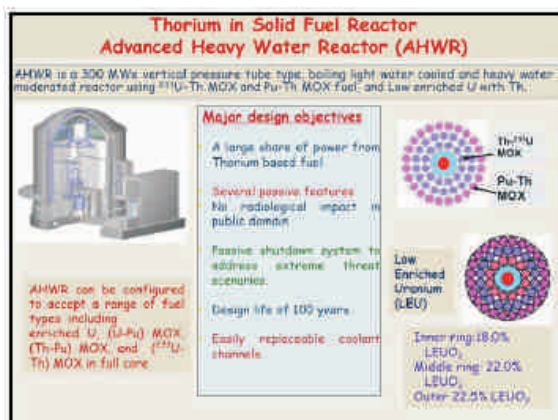 Thorium in Solid Fuel Reactor
Advanced Heavy Water Reactor (AHWR)
AHWR is a 300 MWe vertical pressure tube type, boiling light water cooled and heavy water
moderated reactor using ²³³U-Th MOX and Pu-Th MOX fuel and Low enriched U with Th.
Major design objectives
A large share of power from
Thorium based fuel
Several passive features
No radiological impact in
public domain
Passive shutdown system to
address extreme threat
scenarios.
Design life of 100 years.
Easily replaceable coolant
channels.
AHWR can be configured
to accept a range of fuel
types including
enriched U, (U-Pu) MOX,
(Th-Pu) MOX, and (²³³U-
Th) MOX in full core
Th-²³³U
MOX
Pu-Th
MOX
Low
Enriched
Uranium
(LEU)
Inner ring:18.0%
LEUO₂
Middle ring: 22.0%
LEUO₂
Outer 22.5% LEUO₂